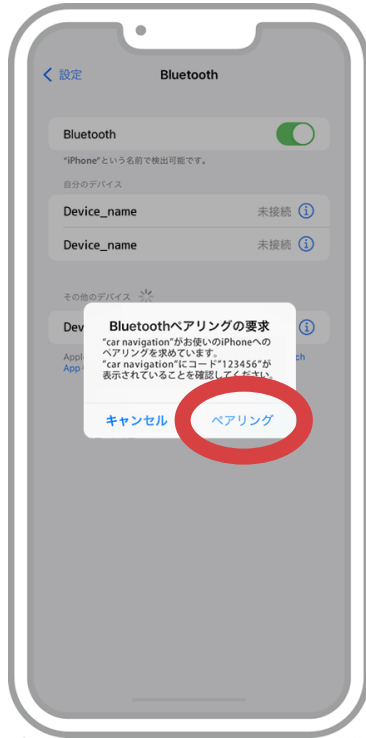 設定
Bluetooth
Bluetooth
"iPhone"という名前で検出可能です。
自分のデバイス
Device_name 未接続
Device_name 未接続
その他のデバイス
Dev
Bluetoothペアリングの要求
"car navigation"がお使いのiPhoneへの
ペアリングを求めています。
"car navigation"にコード"123456"が
表示されていることを確認してください。
Appl ch
App
キャンセル ペアリング